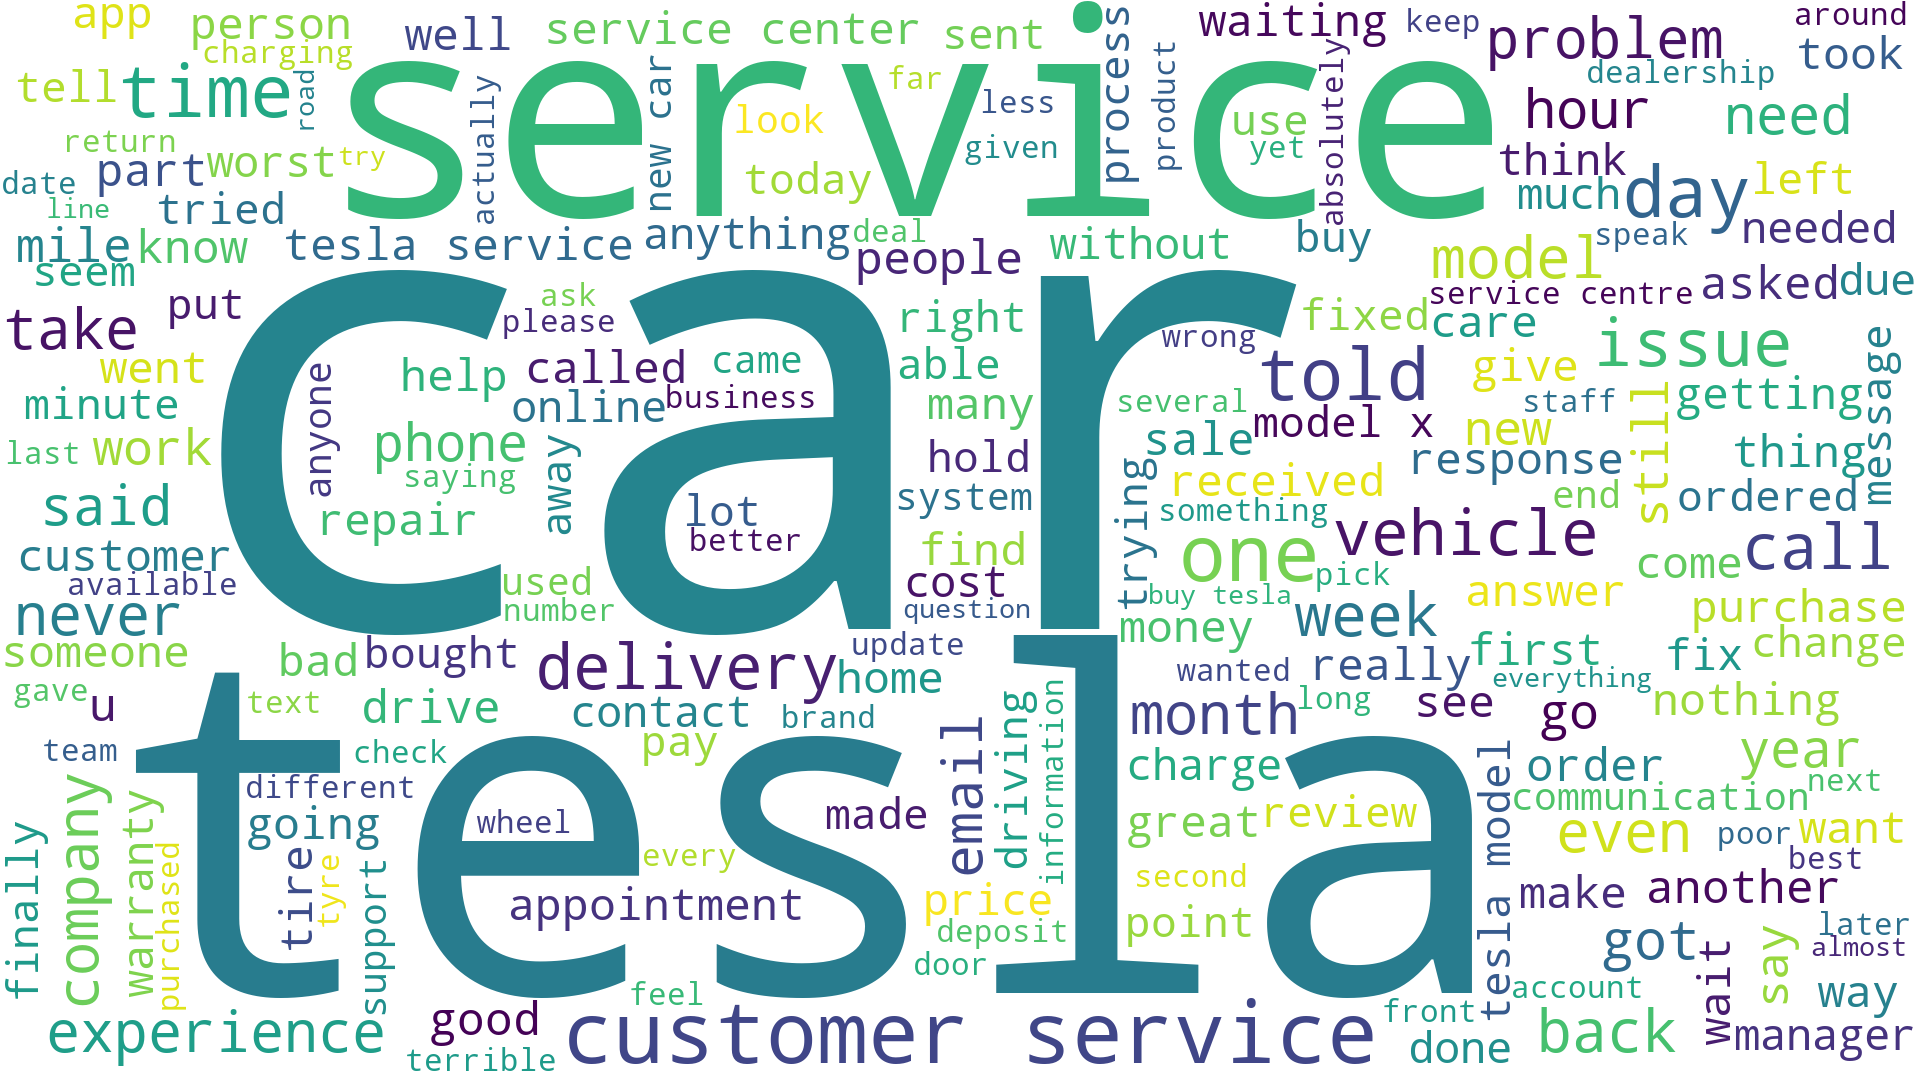 app
person
charging
well
service center
sent
process
waiting
keep
problem
around
took
tell
time
road
service
actually
new car
look
far
less
given
product
absolutely
use
yet
dealership
hour
need
return
part
worst
try
today
think
date
line
tried
much
day
left
mile
know
tesla service
anything
deal
people
without
buy
model
speak
needed
seem
put
take
car
ask
please
right
wrong
fixed
service centre
care
asked
due
issue
message
went
anyone
help
called
came
able
told
give
minute
online
business
many
several
staff
still
getting
last
work
phone
saying
away
hold
sale
model x
new
response
thing
said
repair
lot
better
system
received
something
trying
end
ordered
customer
available
find
one
vehicle
call
never
used
number
cost
question
buy tesla
pick
answer
come
purchase
someone
bad
bought
delivery
update
home
money
week
wanted
really
first
everything
fix
change
gave
u
text
drive
contact
brand
month
long
see
go
nothing
team
check
pay
email
driving
information
tesla
charge
tesla model
order
year
next
different
going
wheel
made
great
review
communication
even
poor
want
finally
company
warranty
purchased
tire
tyre
support
every
appointment
price
deposit
door
second
point
best
make
another
got
later
almost
experience
good
terrible
feel
customer service
front
done
account
back
wait
say
way
manager